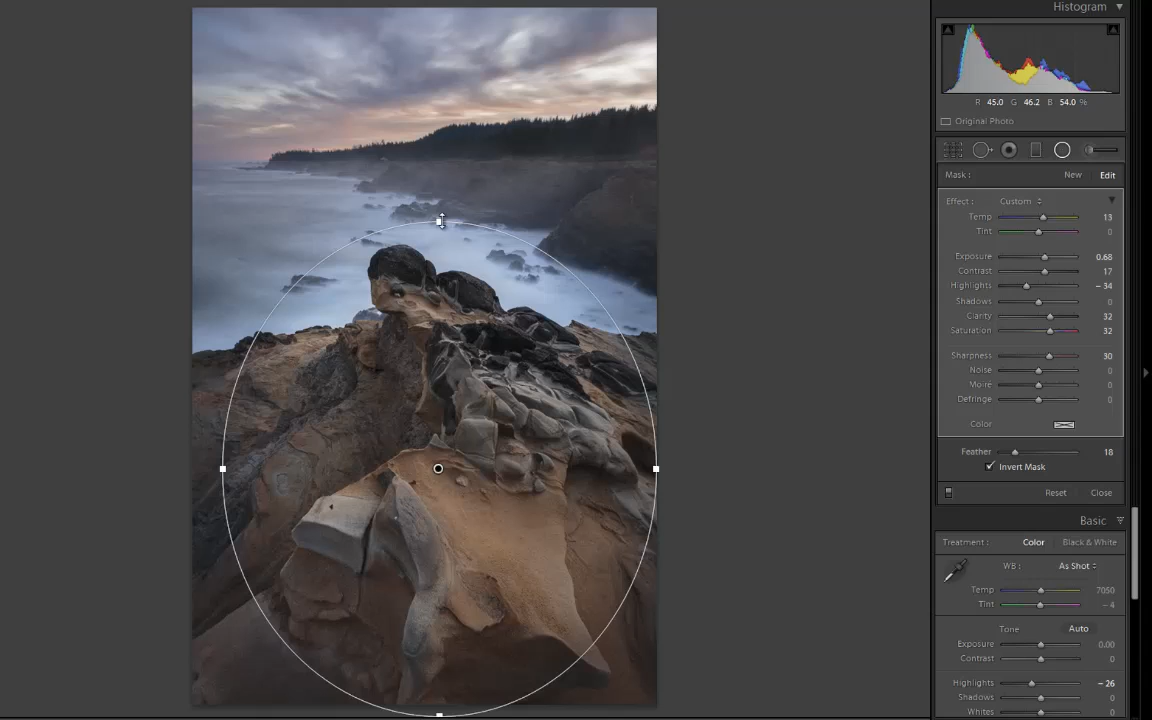 Histogram
R 45.0 G 46.2 B 54.0 %
Original Photo
Mask : New Edit
Effect : Custom
Temp 13
Tint 0
Exposure 0.68
Contrast 17
Highlights − 34
Shadows 0
Clarity 32
Saturation 32
Sharpness 30
Noise 0
Moiré 0
Defringe 0
Color
Feather 18
Invert Mask
Reset Close
Basic
Treatment : Color Black & White
WB : As Shot
Temp 7050
Tint − 4
Tone Auto
Exposure 0.00
Contrast 0
Highlights − 26
Shadows 0
Whites 0